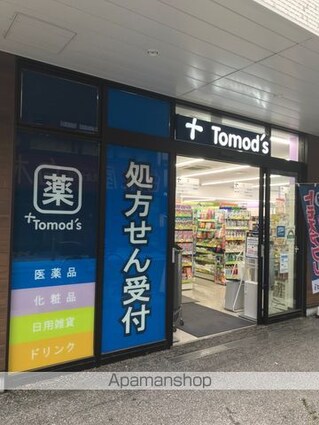 + Tomod's
薬
+Tomod's
医薬品
化粧品
日用雑貨
ドリンク
処方せん受付
Apamanshop